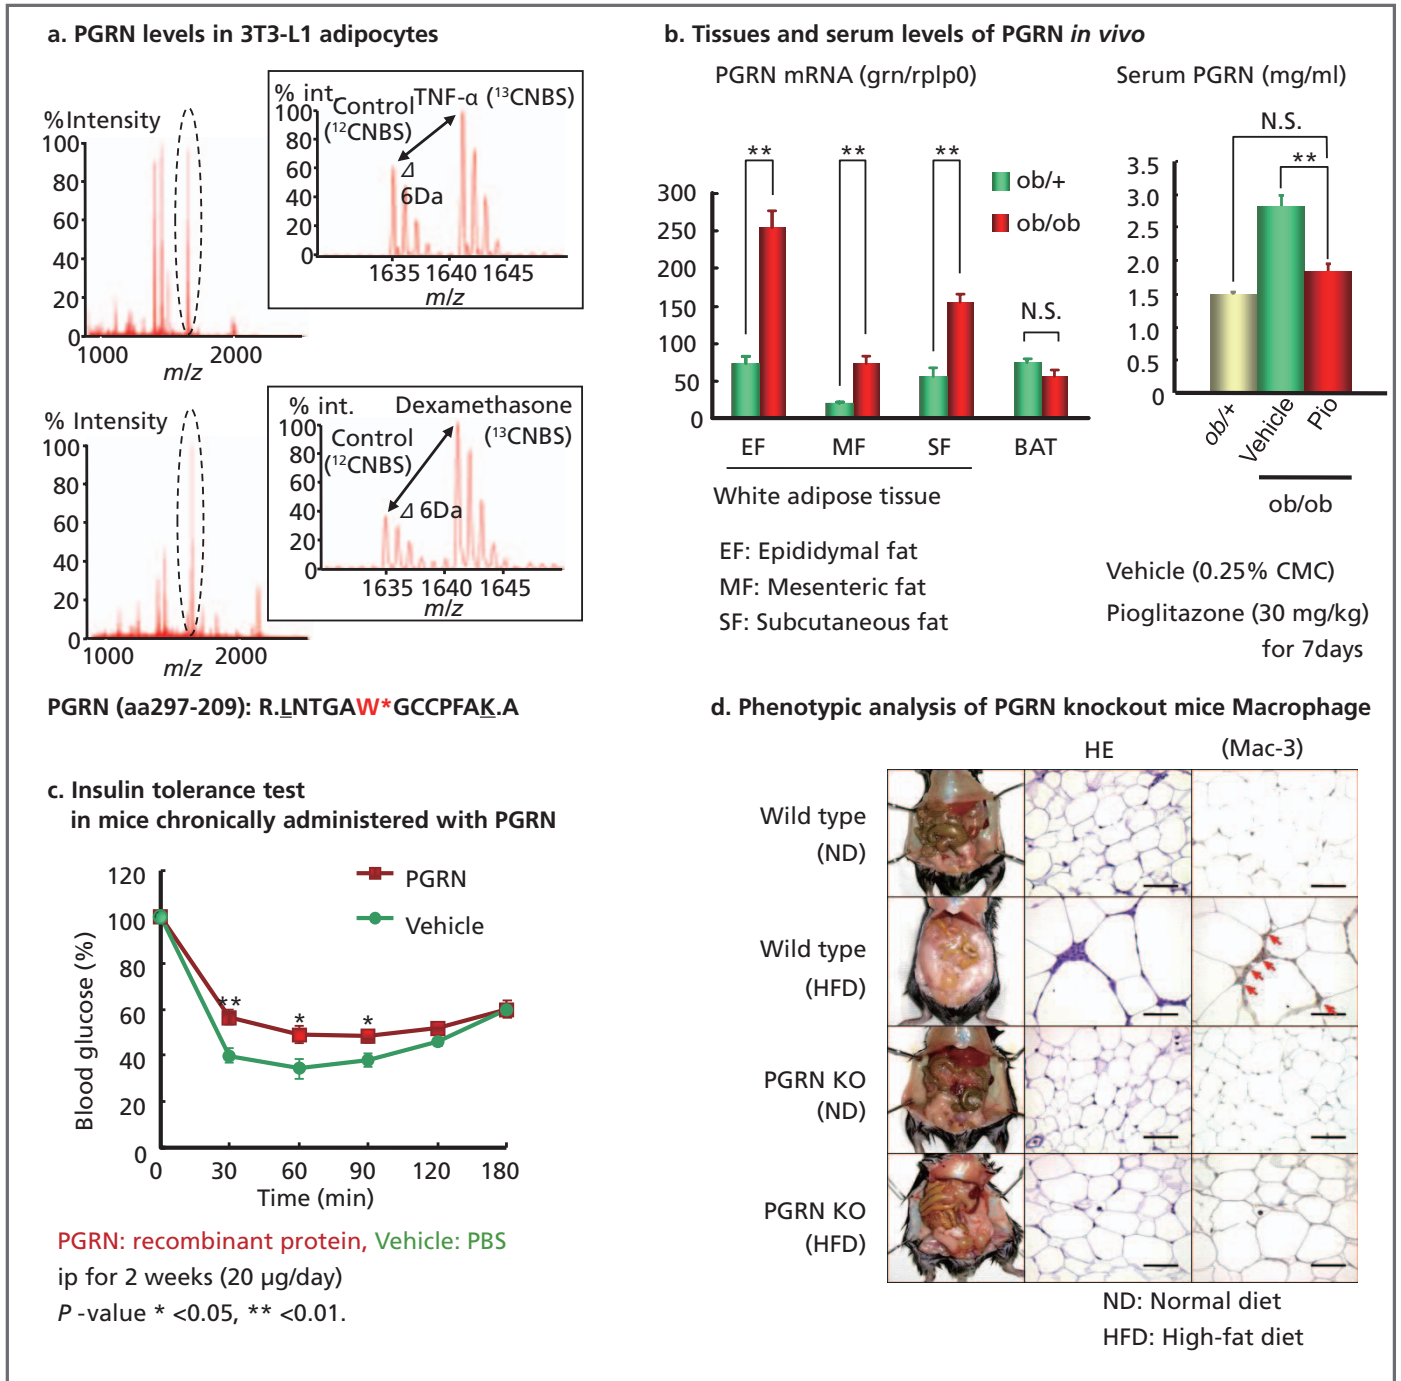 a. PGRN levels in 3T3-L1 adipocytes
%Intensity
100
80
60
40
20
0
1000 2000
m/z
% int.
Control
(¹²CNBS)
TNF-α (¹³CNBS)
100
80
60
40
20
0
Δ
6Da
1635 1640 1645
m/z
% Intensity
100
80
60
40
20
0
1000 2000
m/z
% int.
Dexamethasone
(¹³CNBS)
Control
(¹²CNBS)
100
80
60
40
20
0
Δ 6Da
1635 1640 1645
m/z
PGRN (aa297-209): R.LNTGAW*GCCPFAK.A
b. Tissues and serum levels of PGRN in vivo
PGRN mRNA (grn/rplp0)
300
250
200
150
100
50
0
** ** ** N.S.
ob/+
ob/ob
EF MF SF BAT
White adipose tissue
EF: Epididymal fat
MF: Mesenteric fat
SF: Subcutaneous fat
Serum PGRN (mg/ml)
N.S.
**
3.5
3.0
2.5
2.0
1.5
1.0
0.5
0
ob/+ Vehicle Pio
ob/ob
Vehicle (0.25% CMC)
Pioglitazone (30 mg/kg)
for 7days
c. Insulin tolerance test
in mice chronically administered with PGRN
Blood glucose (%)
120
100
80
60
40
20
0
PGRN
Vehicle
** * *
0 30 60 90 120 180
Time (min)
PGRN: recombinant protein, Vehicle: PBS
ip for 2 weeks (20 µg/day)
P -value * <0.05, ** <0.01.
d. Phenotypic analysis of PGRN knockout mice Macrophage
HE (Mac-3)
Wild type
(ND)
Wild type
(HFD)
PGRN KO
(ND)
PGRN KO
(HFD)
ND: Normal diet
HFD: High-fat diet